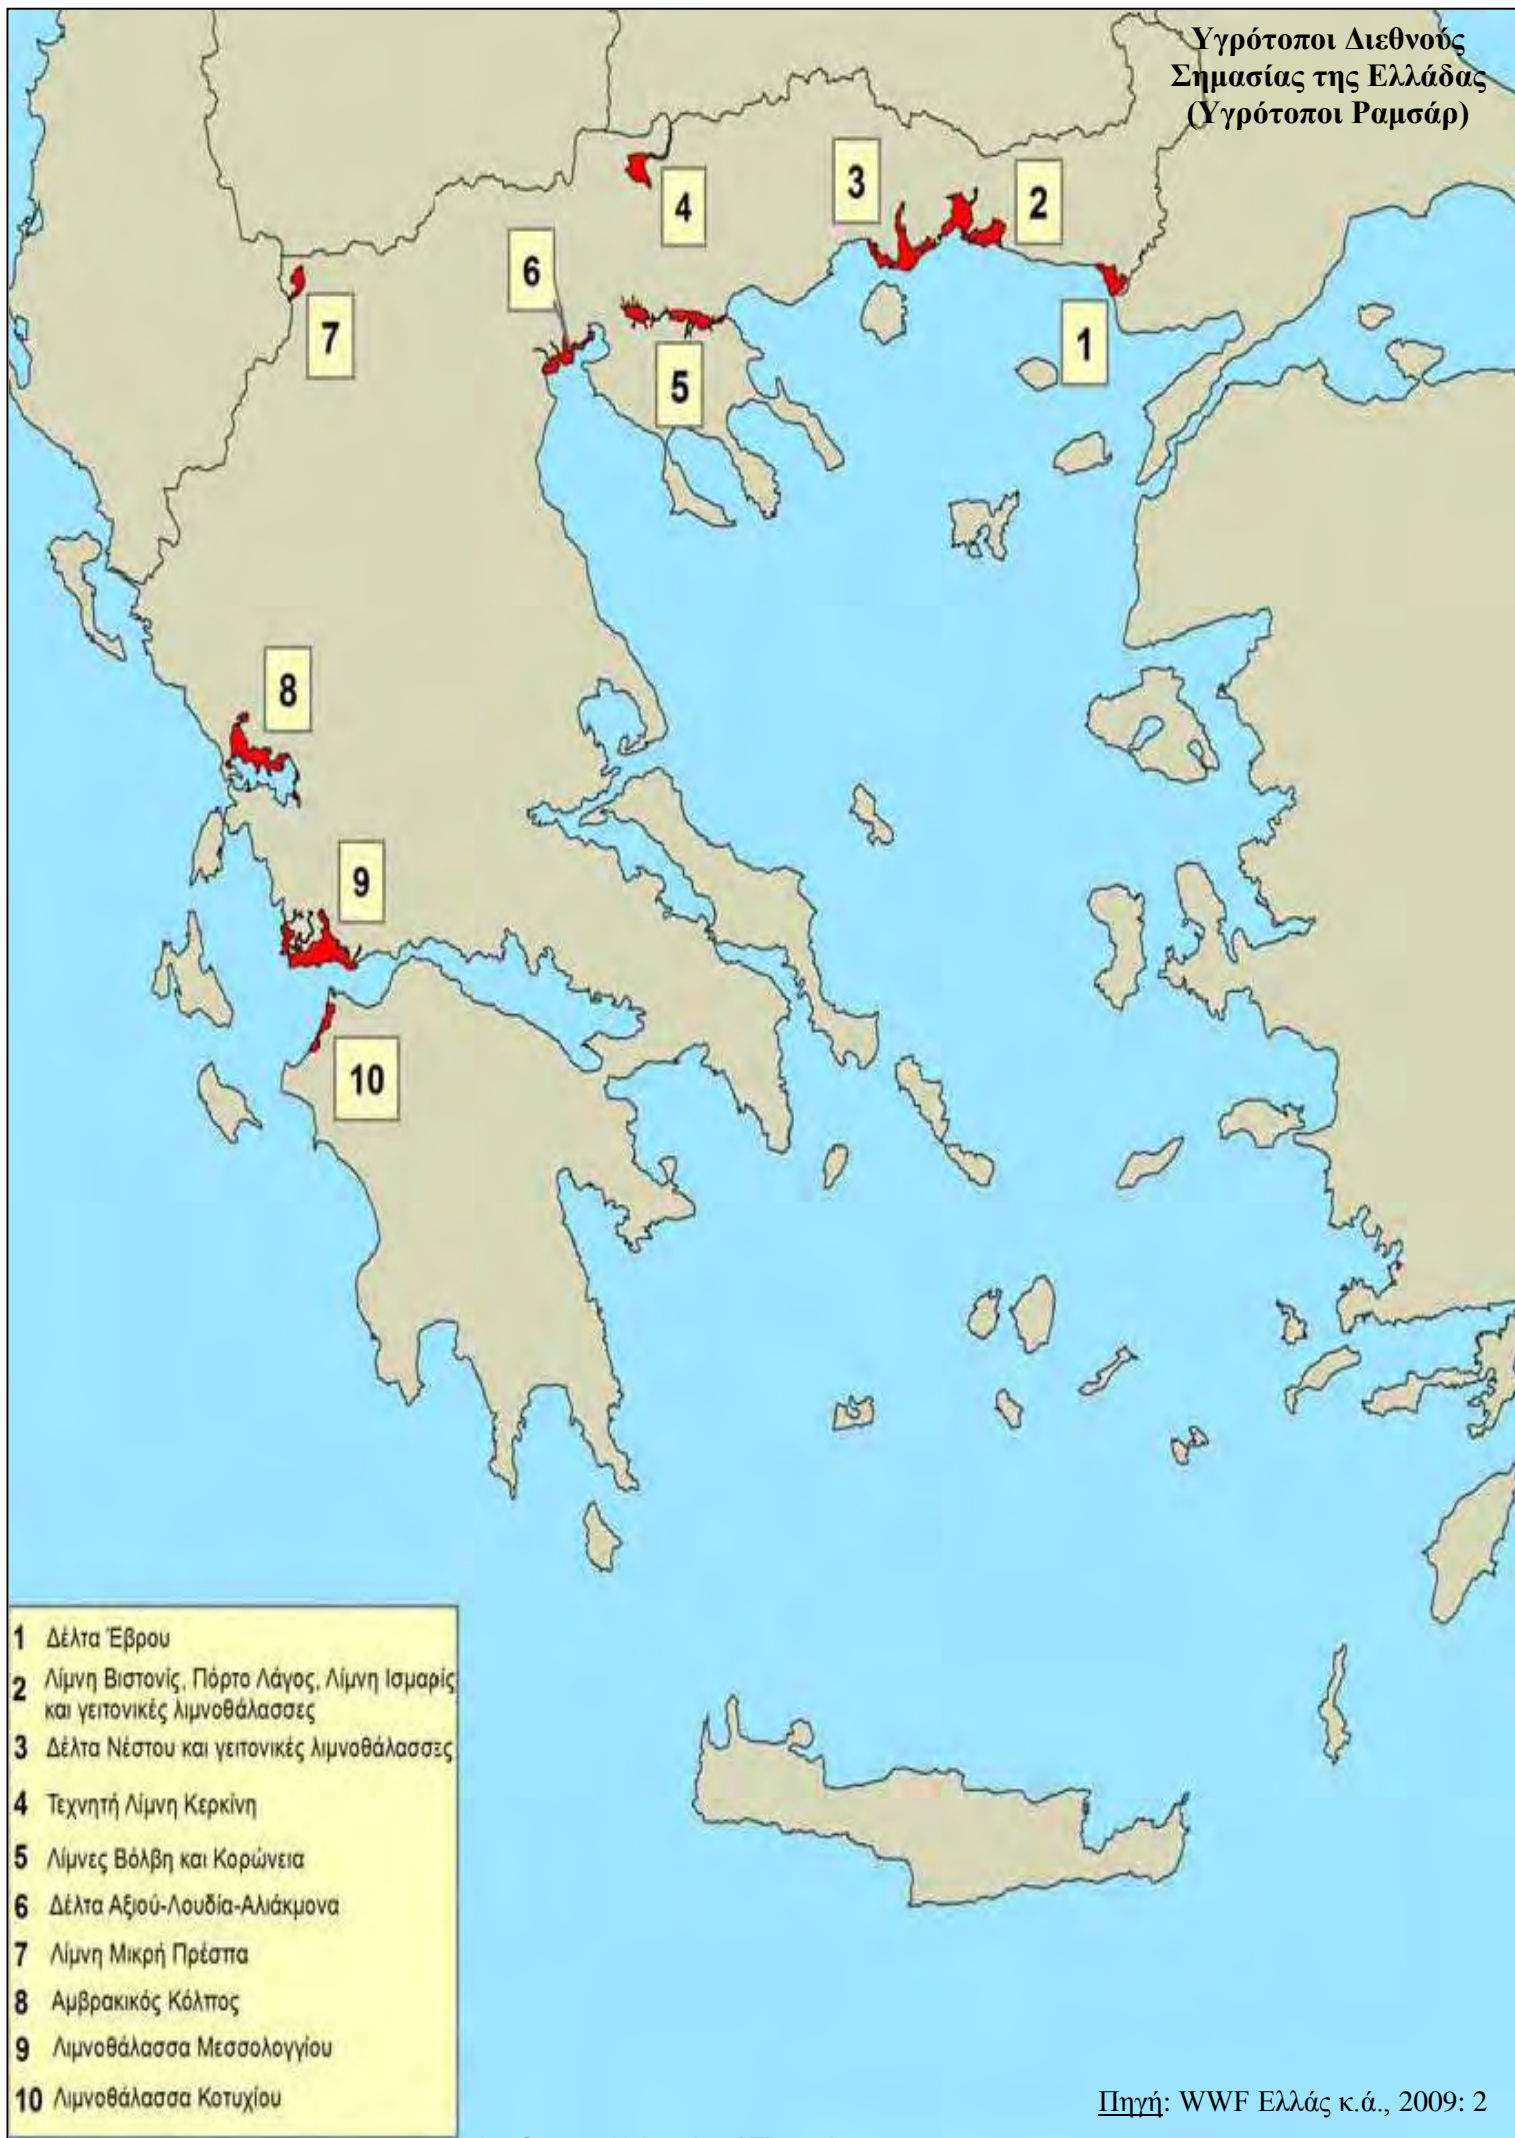 Υγρότοποι Διεθνούς
Σημασίας της Ελλάδας
(Υγρότοποι Ραμσάρ)
3
2
4
6
7
1
5
8
9
10
1 Δέλτα Έβρου
2 Λίμνη Βιστονίς, Πόρτο Λάγος, Λίμνη Ισμαρίς
και γειτονικές λιμνοθάλασσες
3 Δέλτα Νέστου και γειτονικές λιμνοθάλασσες
4 Τεχνητή Λίμνη Κερκίνη
5 Λίμνες Βόλβη και Κορώνεια
6 Δέλτα Αξιού-Λουδία-Αλιάκμονα
7 Λίμνη Μικρή Πρέσπα
8 Αμβρακικός Κόλπος
9 Λιμνοθάλασσα Μεσσολογγίου
10 Λιμνοθάλασσα Κοτυχίου
Πηγή: WWF Ελλάς κ.ά., 2009: 2